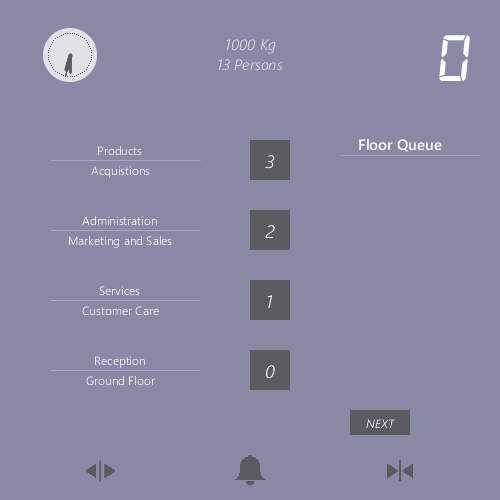 1000 Kg
13 Persons
0
Floor Queue
Products
Acquistions
3
Administration
Marketing and Sales
2
Services
Customer Care
1
Reception
Ground Floor
0
NEXT